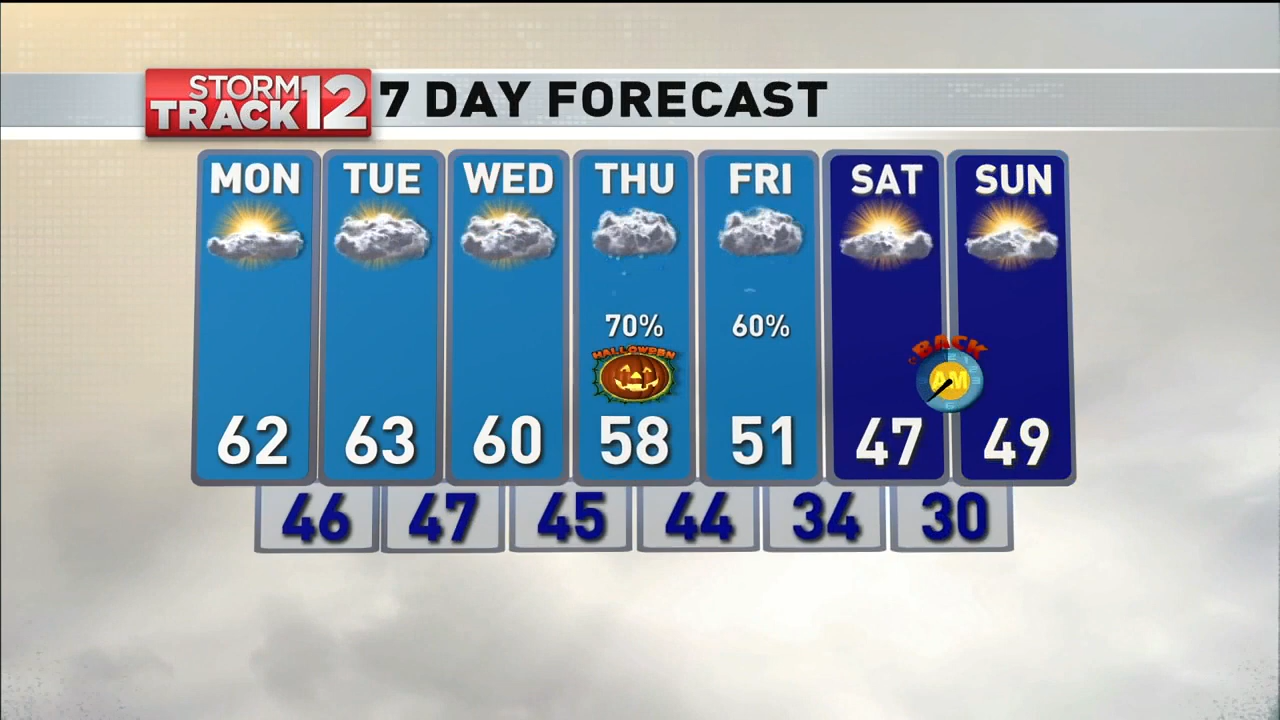 STORM
TRACK 12
7 DAY FORECAST
MON TUE WED THU FRI SAT SUN
70% 60%
HALLOWEEN
BACK
AM
62 63 60 58 51 47 49
46 47 45 44 34 30